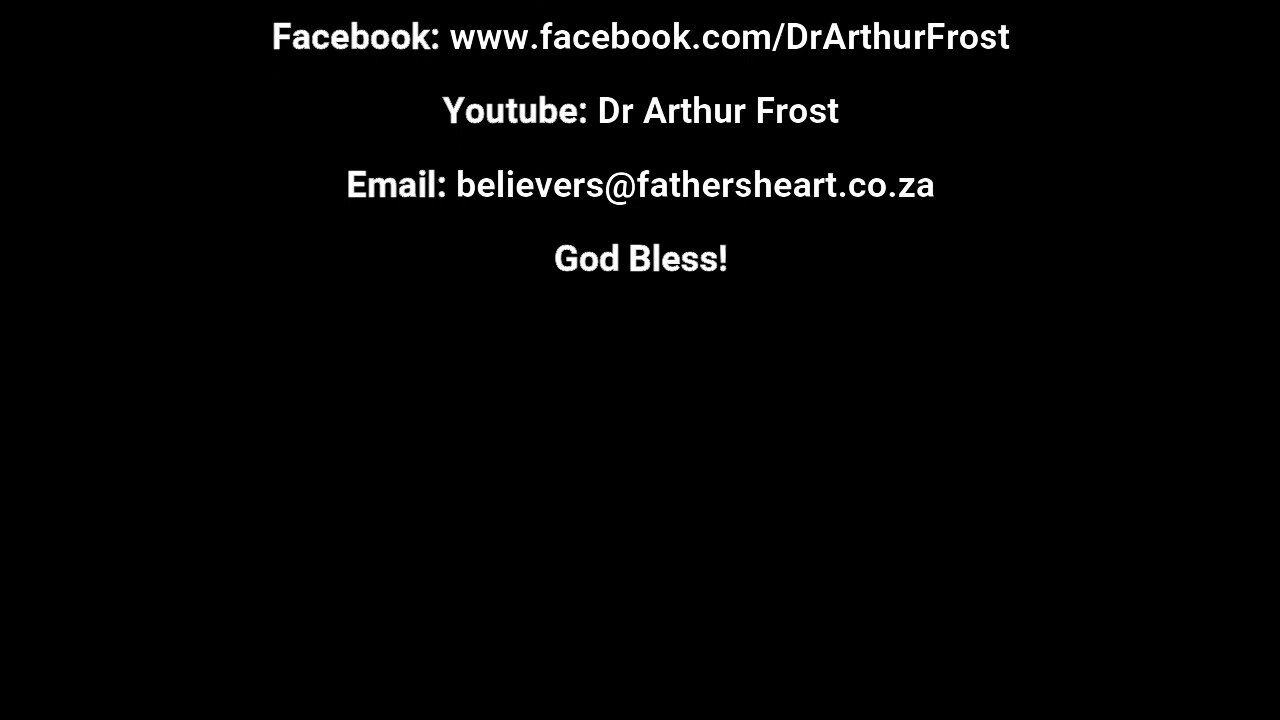 Facebook: www.facebook.com/DrArthurFrost
Youtube: Dr Arthur Frost
Email: believers@fathersheart.co.za
God Bless!